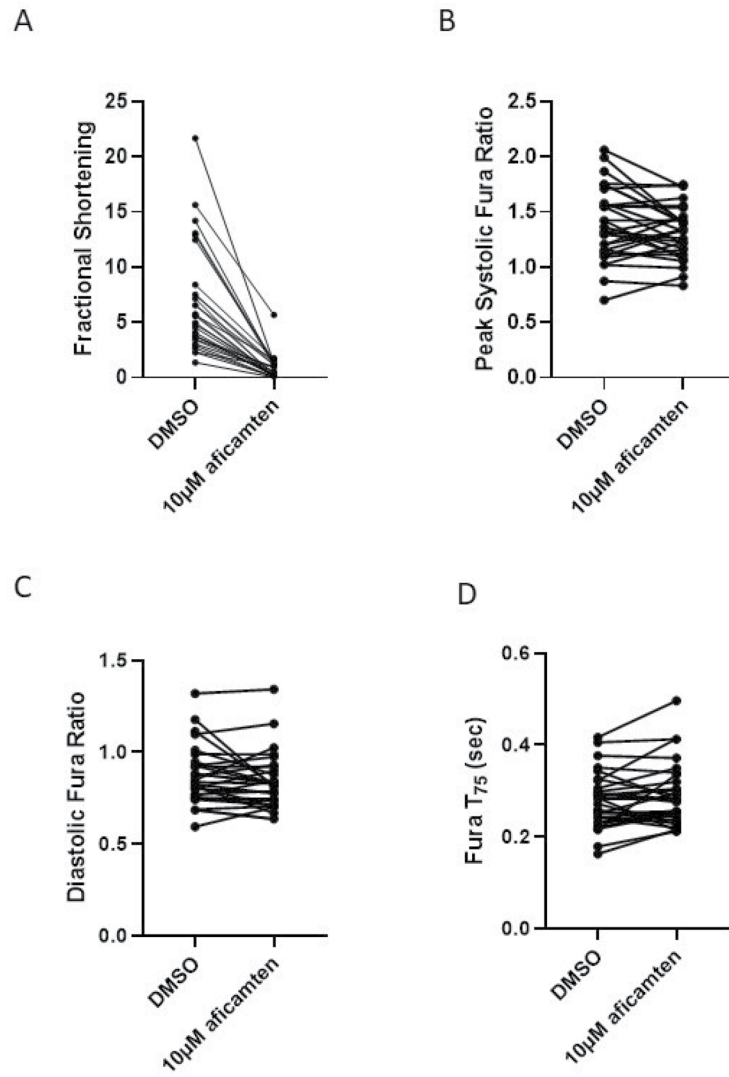 A
Fractional Shortening
25
20
15
10
5
0
DMSO
10µM aficamten
B
Peak Systolic Fura Ratio
2.5
2.0
1.5
1.0
0.5
0.0
DMSO
10µM aficamten
C
Diastolic Fura Ratio
1.5
1.0
0.5
0.0
DMSO
10µM aficamten
D
Fura T₇₅ (sec)
0.6
0.4
0.2
0.0
DMSO
10µM aficamten